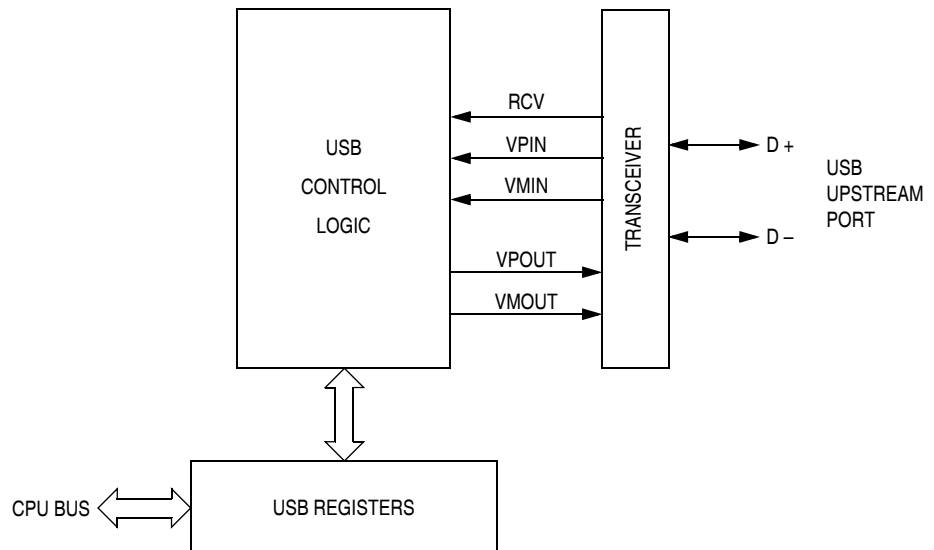 RCV
VPIN
VMIN
VPOUT
VMOUT
USB
CONTROL
LOGIC
TRANSCEIVER
D +
D –
USB
UPSTREAM
PORT
CPU BUS
USB REGISTERS